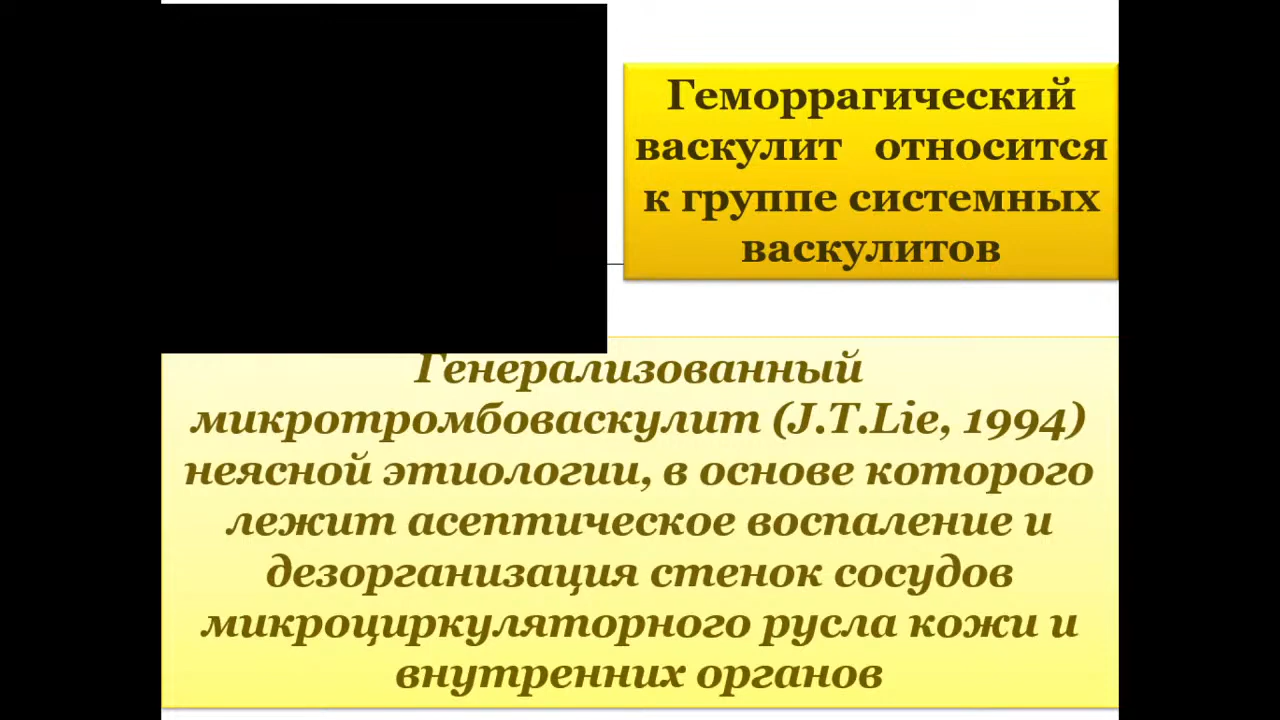 Геморрагический
васкулит относится
к группе системных
васкулитов
Генерализованный
микротромбоваскулит (J.T.Lie, 1994)
неясной этиологии, в основе которого
лежит асептическое воспаление и
дезорганизация стенок сосудов
микроциркуляторного русла кожи и
внутренних органов